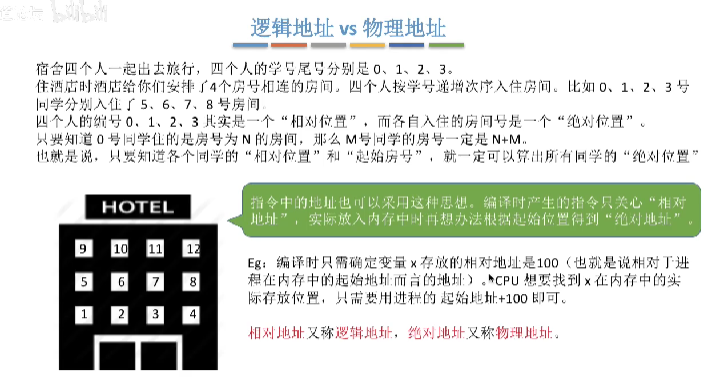 逻辑地址 vs 物理地址
宿舍四个人一起出去旅行，四个人的学号尾号分别是 0、1、2、3。
住酒店时酒店给你们安排了4个房号相连的房间。四个人按学号递增次序入住房间。比如 0、1、2、3 号
同学分别入住了 5、6、7、8 号房间。
四个人的编号 0、1、2、3 其实是一个“相对位置”，而各自入住的房间号是一个“绝对位置”。
只要知道 0 号同学住的是房号为 N 的房间，那么 M号同学的房号一定是 N+M。
也就是说，只要知道各个同学的“相对位置”和“起始房号”，就一定可以算出所有同学的“绝对位置”
指令中的地址也可以采用这种思想。编译时产生的指令只关心“相对
地址”，实际放入内存中时再想办法根据起始位置得到“绝对地址”。
HOTEL
9 10 11 12
5 6 7 8
1 2 3 4
Eg：编译时只需确定变量 x 存放的相对地址是100（也就是说相对于进
程在内存中的起始地址而言的地址）。CPU 想要找到 x 在内存中的实
际存放位置，只需要用进程的 起始地址+100 即可。
相对地址又称逻辑地址，绝对地址又称物理地址。